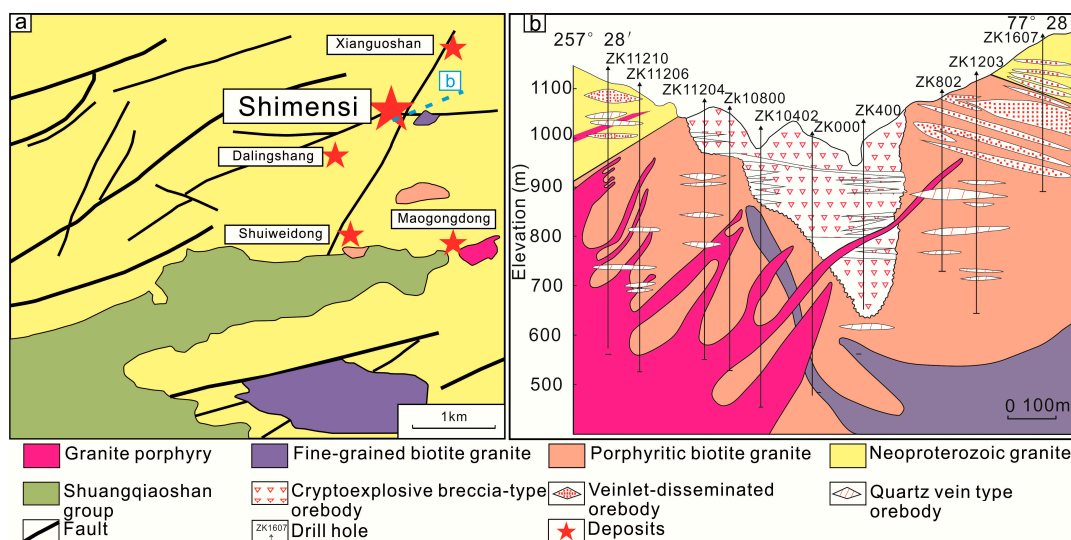 a
Xianguoshan
b
Shimensi
Dalingshang
Maogongdong
Shuiweidong
1km
b
257° 28′
77° 28
ZK1607
ZK11210
ZK11206
ZK11204
Zk10800
ZK10402
ZK000
ZK400
ZK802
ZK1203
Elevation (m)
1100
1000
900
800
700
600
500
0 100m
Granite porphyry
Fine-grained biotite granite
Porphyritic biotite granite
Neoproterozoic granite
Shuangqiaoshan
group
Cryptoexplosive breccia-type
orebody
Veinlet-disseminated
orebody
Quartz vein type
orebody
Fault
ZK1607
Drill hole
Deposits